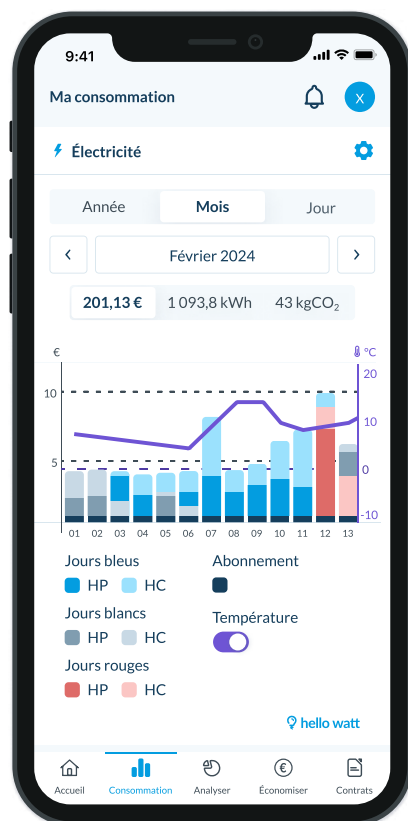 9:41
Ma consommation
X
Électricité
Année Mois Jour
Février 2024
201,13 € 1 093,8 kWh 43 kgCO₂
€ °C
20
10 10
5
0
-10
01 02 03 04 05 06 07 08 09 10 11 12 13
Jours bleus Abonnement
HP HC
Jours blancs Température
HP HC
Jours rouges
HP HC
hello watt
Accueil Consommation Analyser Économiser Contrats